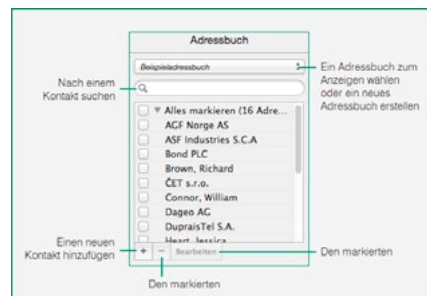 Adressbuch
Beispieladressbuch
Ein Adressbuch zum
Anzeigen wählen
oder ein neues
Adressbuch erstellen
Nach einem
Kontakt suchen
Alles markieren (16 Adre...
AGF Norge AS
ASF Industries S.C.A
Bond PLC
Brown, Richard
ČET s.r.o.
Connor, William
Dageo AG
DupraisTel S.A.
Heart, Jessica
Einen neuen
Kontakt hinzufügen
+ − Bearbeiten
Den markierten
Den markierten